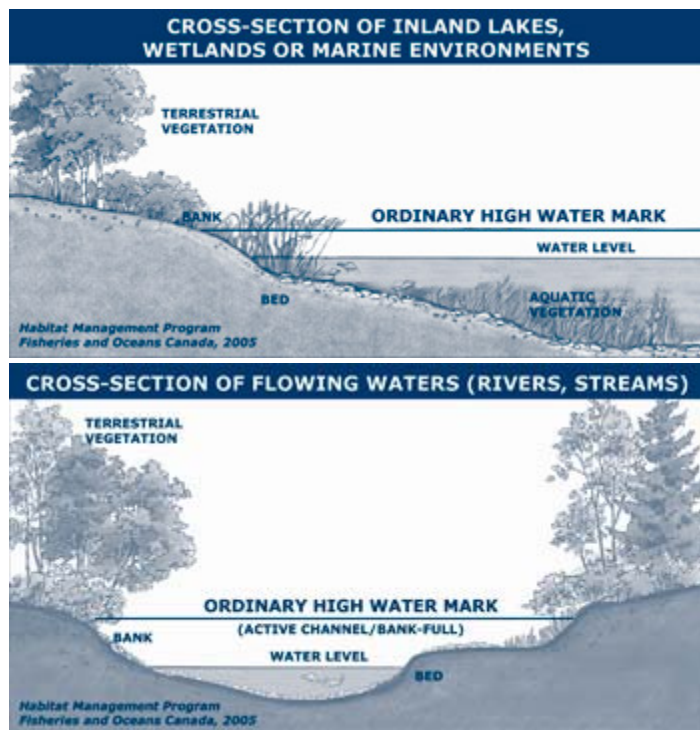 CROSS-SECTION OF INLAND LAKES,
WETLANDS OR MARINE ENVIRONMENTS
TERRESTRIAL
VEGETATION
BANK
ORDINARY HIGH WATER MARK
WATER LEVEL
BED
AQUATIC
VEGETATION
Habitat Management Program
Fisheries and Oceans Canada, 2005
CROSS-SECTION OF FLOWING WATERS (RIVERS, STREAMS)
TERRESTRIAL
VEGETATION
ORDINARY HIGH WATER MARK
(ACTIVE CHANNEL/BANK-FULL)
BANK
WATER LEVEL
BED
Habitat Management Program
Fisheries and Oceans Canada, 2005